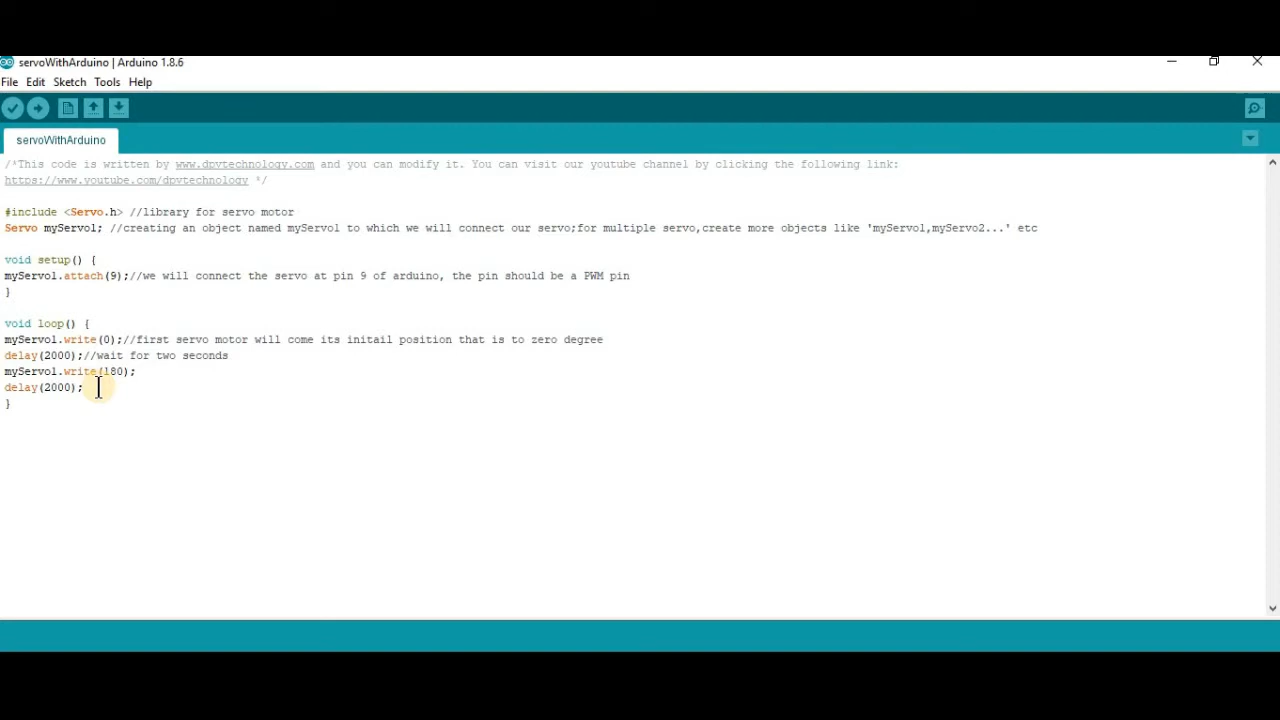 servoWithArduino | Arduino 1.8.6
File Edit Sketch Tools Help
servoWithArduino
/*This code is written by www.dpvtechnology.com and you can modify it. You can visit our youtube channel by clicking the following link:
https://www.youtube.com/dpvtechnology */
#include <Servo.h> //library for servo motor
Servo myServo1; //creating an object named myServo1 to which we will connect our servo;for multiple servo,create more objects like 'myServo1,myServo2...' etc
void setup() {
myServo1.attach(9);//we will connect the servo at pin 9 of arduino, the pin should be a PWM pin
}
void loop() {
myServo1.write(0);//first servo motor will come its initail position that is to zero degree
delay(2000);//wait for two seconds
myServo1.write(180);
delay(2000);
}